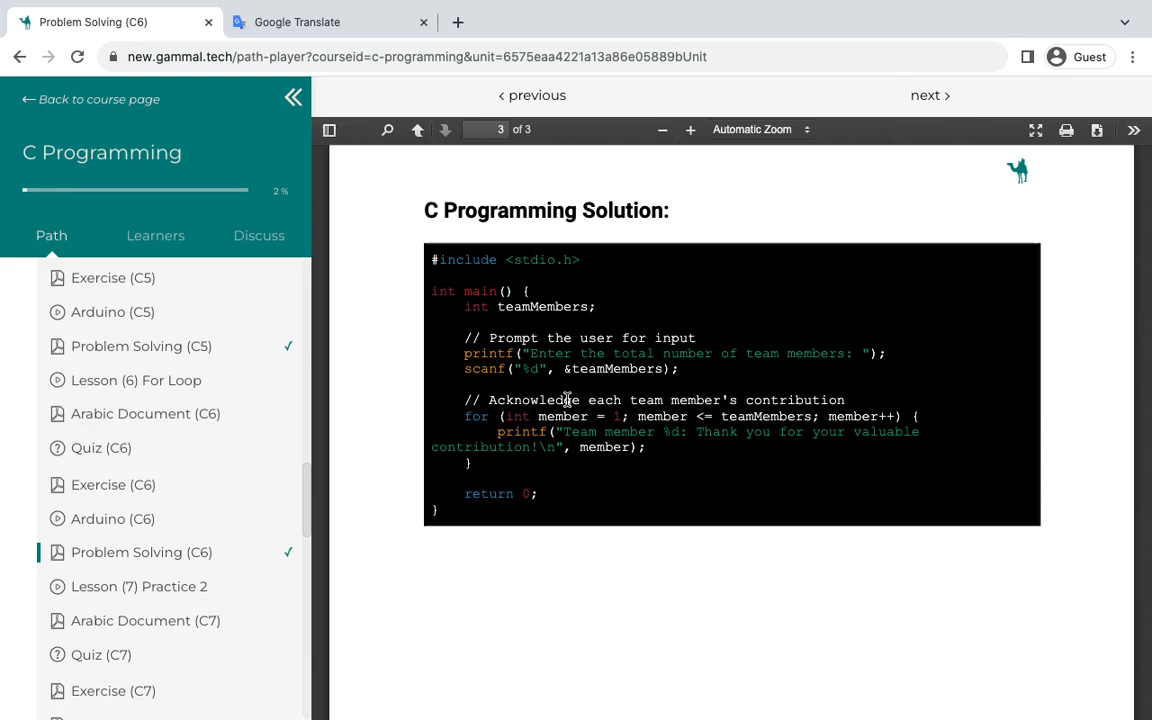 Problem Solving (C6)
Google Translate
new.gammal.tech/path-player?courseid=c-programming&unit=6575eaa4221a13a86e05889bUnit
Guest
Back to course page
C Programming
2 %
Path
Learners
Discuss
Exercise (C5)
Arduino (C5)
Problem Solving (C5)
Lesson (6) For Loop
Arabic Document (C6)
Quiz (C6)
Exercise (C6)
Arduino (C6)
Problem Solving (C6)
Lesson (7) Practice 2
Arabic Document (C7)
Quiz (C7)
Exercise (C7)
< previous
next >
3 of 3
Automatic Zoom
C Programming Solution:
#include <stdio.h>
int main() {
    int teamMembers;
    // Prompt the user for input
    printf("Enter the total number of team members: ");
    scanf("%d", &teamMembers);
    // Acknowledge each team member's contribution
    for (int member = 1; member <= teamMembers; member++) {
        printf("Team member %d: Thank you for your valuable
contribution!\n", member);
    }
    return 0;
}